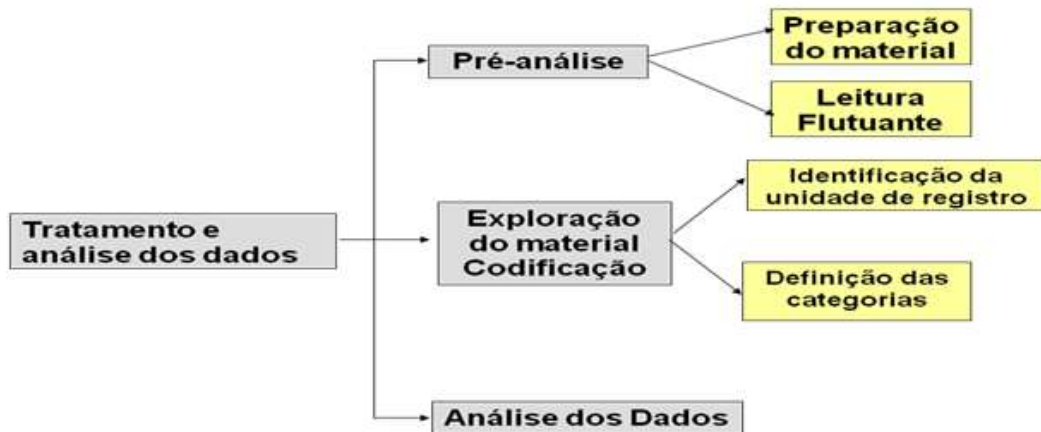 Tratamento e
análise dos dados
Pré-análise
Preparação
do material
Leitura
Flutuante
Exploração
do material
Codificação
Identificação da
unidade de registro
Definição das
categorias
Análise dos Dados